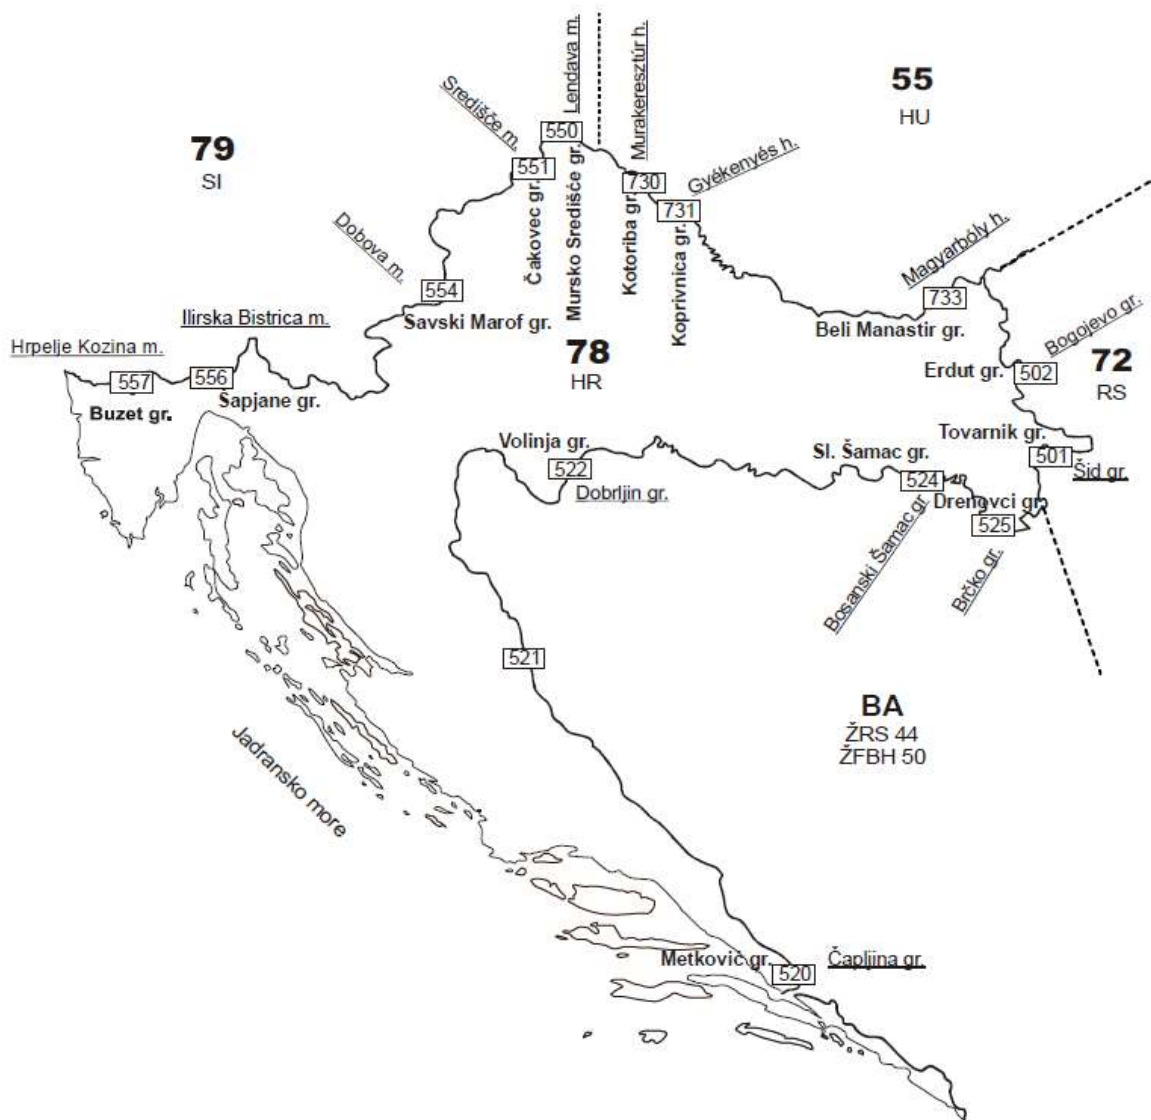 Lendava m.
Murakeresztúr h.
55
HU
Središče m.
550
79
SI
551
730
Gyékenyés h.
731
Čakovec gr.
Mursko Središće gr.
Kotoriba gr.
Koprivnica gr.
Dobova m.
554
Savski Marof gr.
Magyarbóly h.
733
Beli Manastir gr.
Ilirska Bistrica m.
Hrpelje Kozina m.
557
556
Buzet gr.
Šapjane gr.
78
HR
Bogojevo gr.
72
RS
Erdut gr.
502
Tovarnik gr.
501
Šid gr.
Volinja gr.
522
Dobrljin gr.
Sl. Šamac gr.
524
Drenovci gr.
525
Bosanski Šamac gr.
Brčko gr.
521
BA
ŽRS 44
ŽFBH 50
Jadransko more
Metković gr.
520
Čapljina gr.